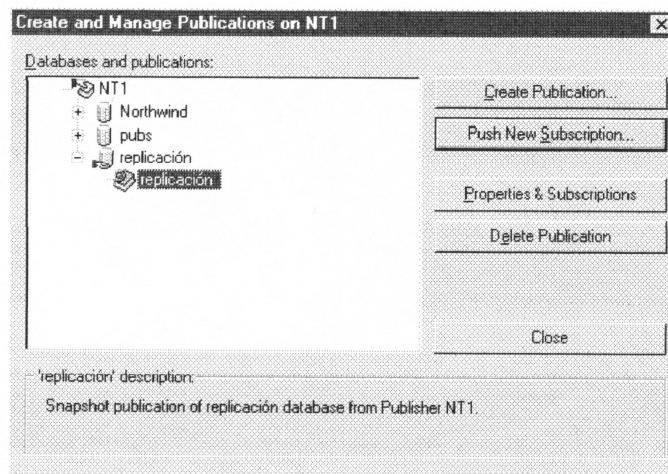 Create and Manage Publications on NT1
Databases and publications:
NT1
Northwind
pubs
replicación
replicación
Create Publication...
Push New Subscription...
Properties & Subscriptions
Delete Publication
Close
'replicación' description:
Snapshot publication of replicación database from Publisher NT1.